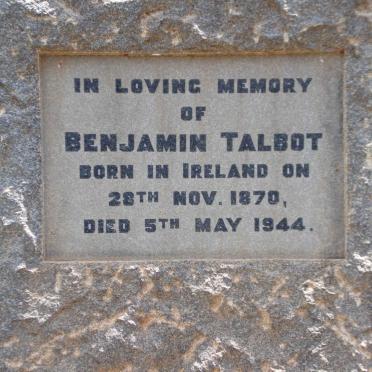 IN LOVING MEMORY
OF
BENJAMIN TALBOT
BORN IN IRELAND ON
28TH NOV. 1870,
DIED 5TH MAY 1944.